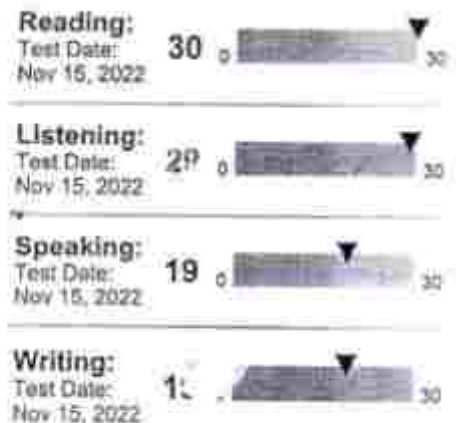 Reading:
Test Date: 30 0 30
Nov 15, 2022
Listening:
Test Date: 0 30
Nov 15, 2022
Speaking:
Test Date: 19 0 30
Nov 15, 2022
Writing:
Test Date: 30
Nov 15, 2022